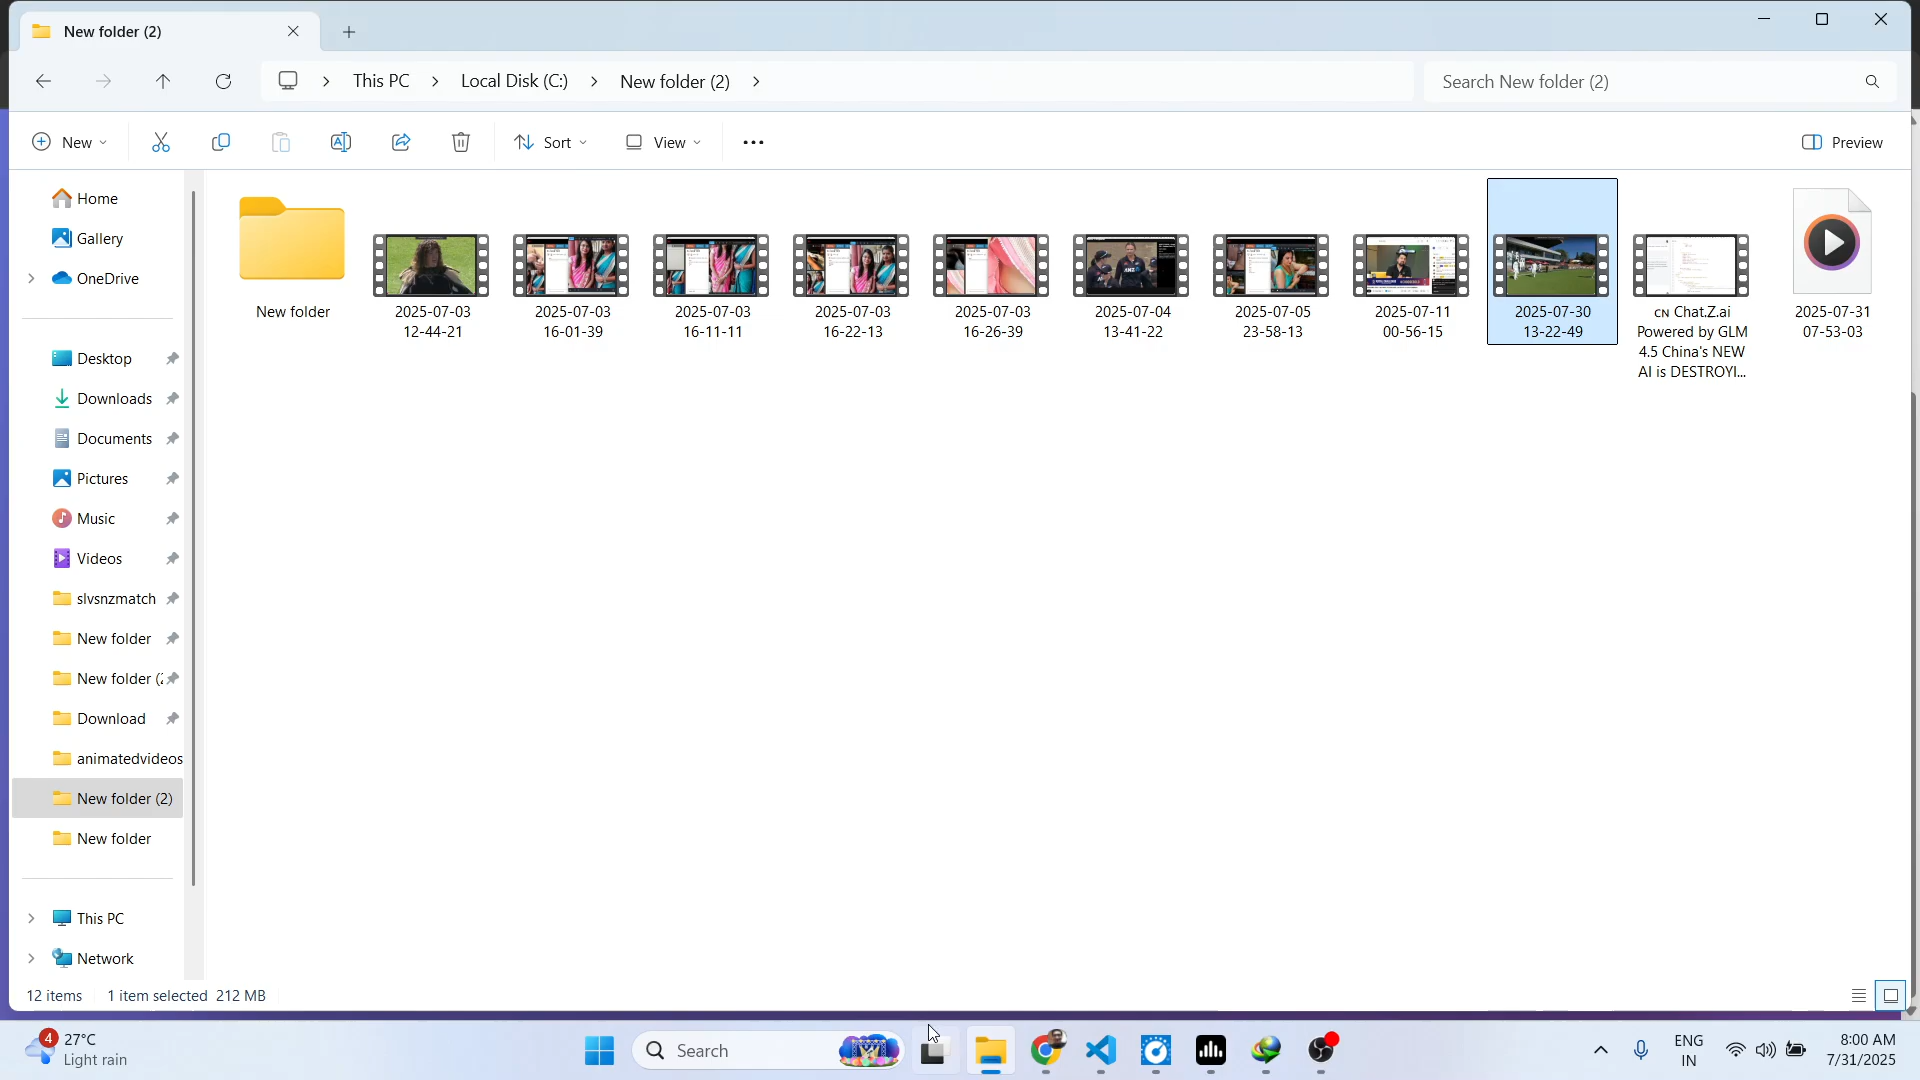 New folder (2)
This PC
Local Disk (C:)
New folder (2)
Search New folder (2)
New
Sort
View
Preview
Home
Gallery
OneDrive
Desktop
Downloads
Documents
Pictures
Music
Videos
slvsnzmatch
New folder
New folder (2
Download
animatedvideos
New folder (2)
New folder
This PC
Network
New folder
2025-07-03
12-44-21
2025-07-03
16-01-39
2025-07-03
16-11-11
2025-07-03
16-22-13
2025-07-03
16-26-39
2025-07-04
13-41-22
2025-07-05
23-58-13
2025-07-11
00-56-15
2025-07-30
13-22-49
CN Chat.Z.ai
Powered by GLM
4.5 China's NEW
AI is DESTROYI...
2025-07-31
07-53-03
12 items
1 item selected 212 MB
4
27°C
Light rain
Search
ENG
IN
8:00 AM
7/31/2025